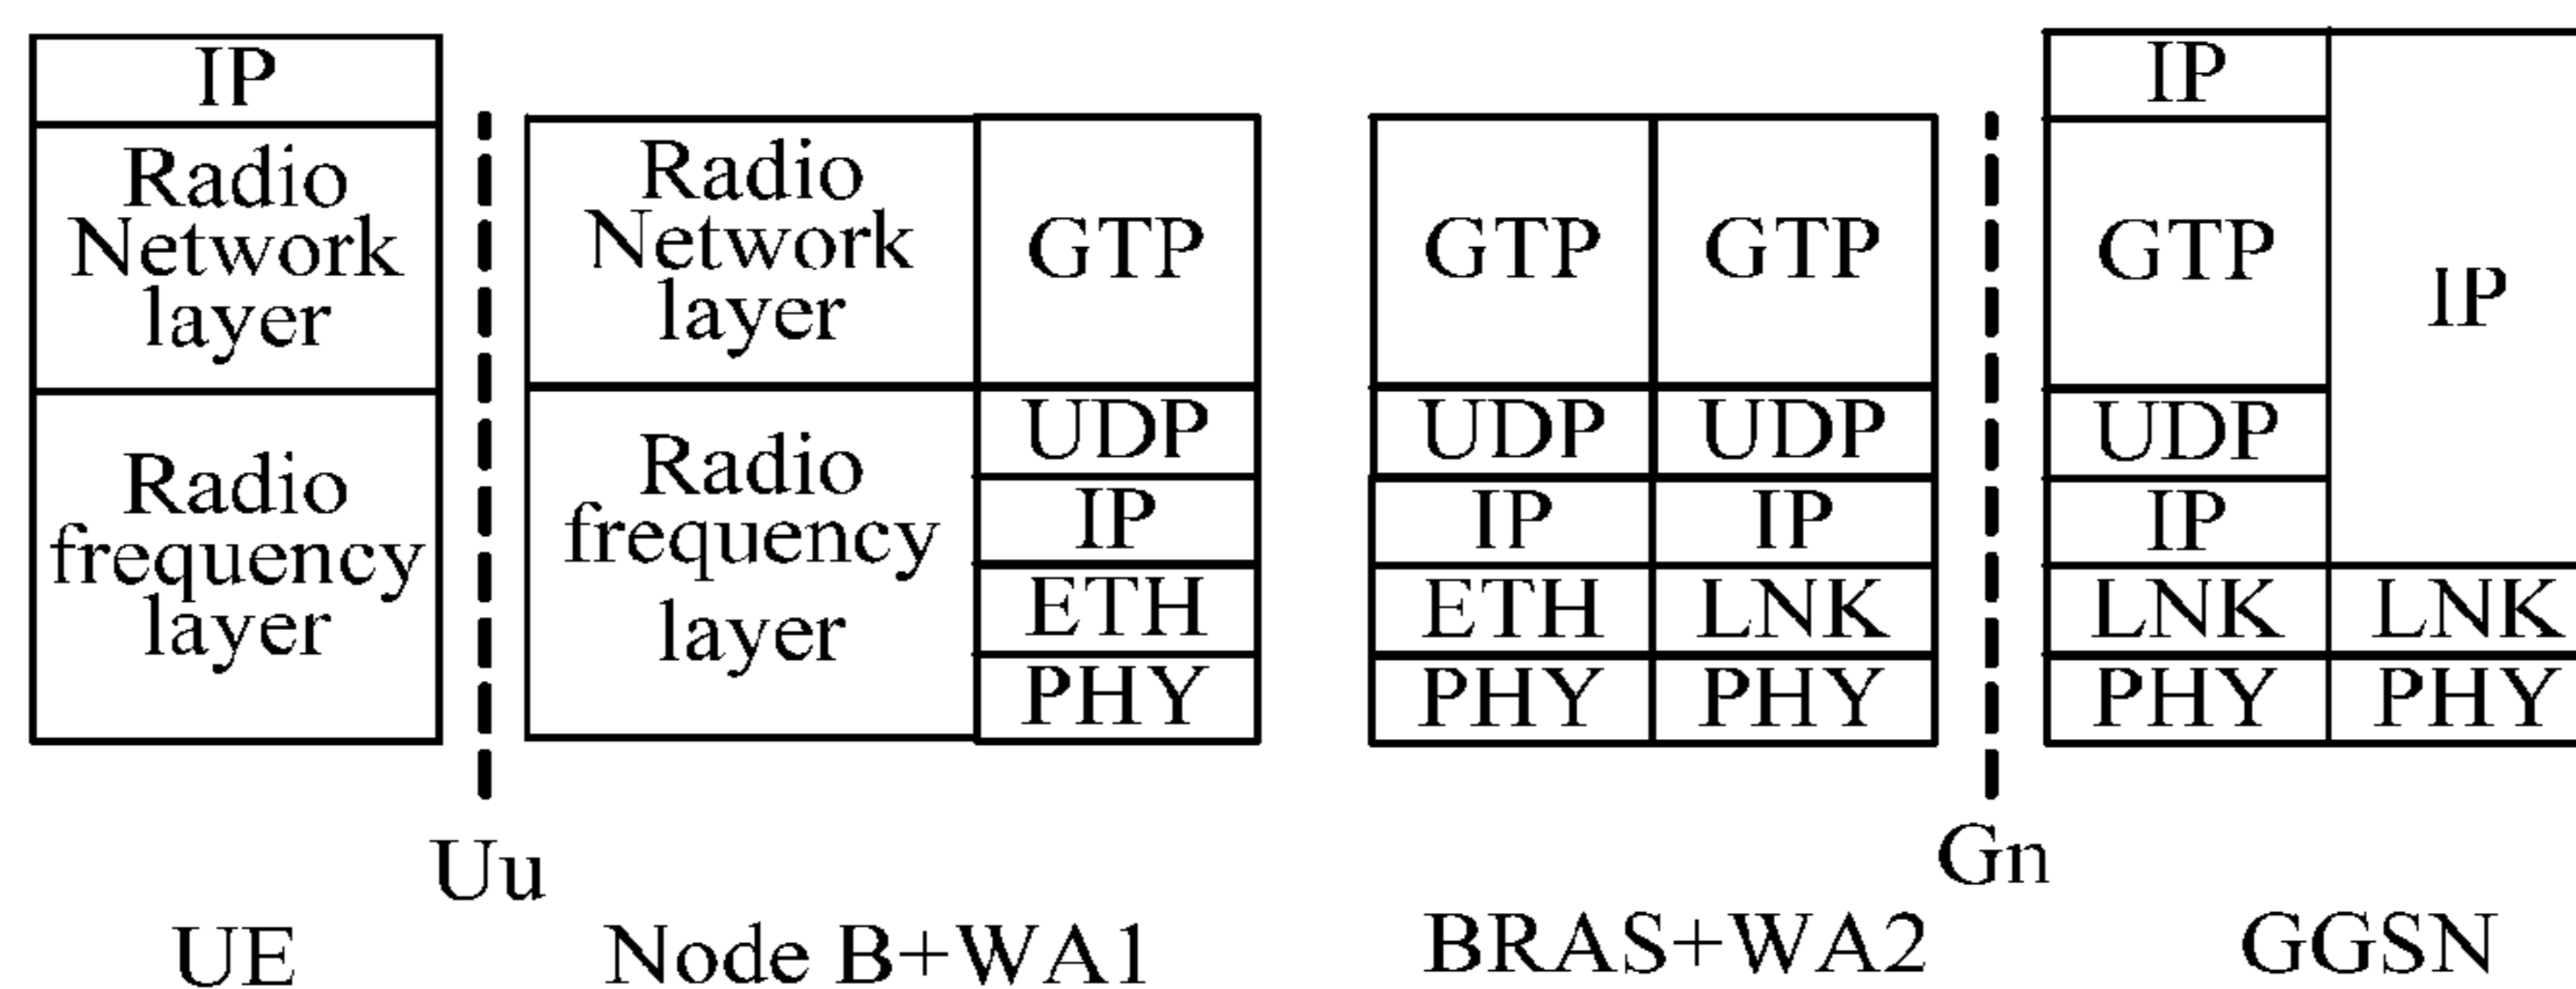 IP
Radio
Network
layer
Radio
frequency
layer
Uu
UE
Radio
Network
layer
Radio
frequency
layer
GTP
UDP
IP
ETH
PHY
Node B+WA1
GTP
UDP
IP
ETH
PHY
GTP
UDP
IP
LNK
PHY
BRAS+WA2
Gn
IP
GTP
UDP
IP
LNK
PHY
IP
LNK
PHY
GGSN